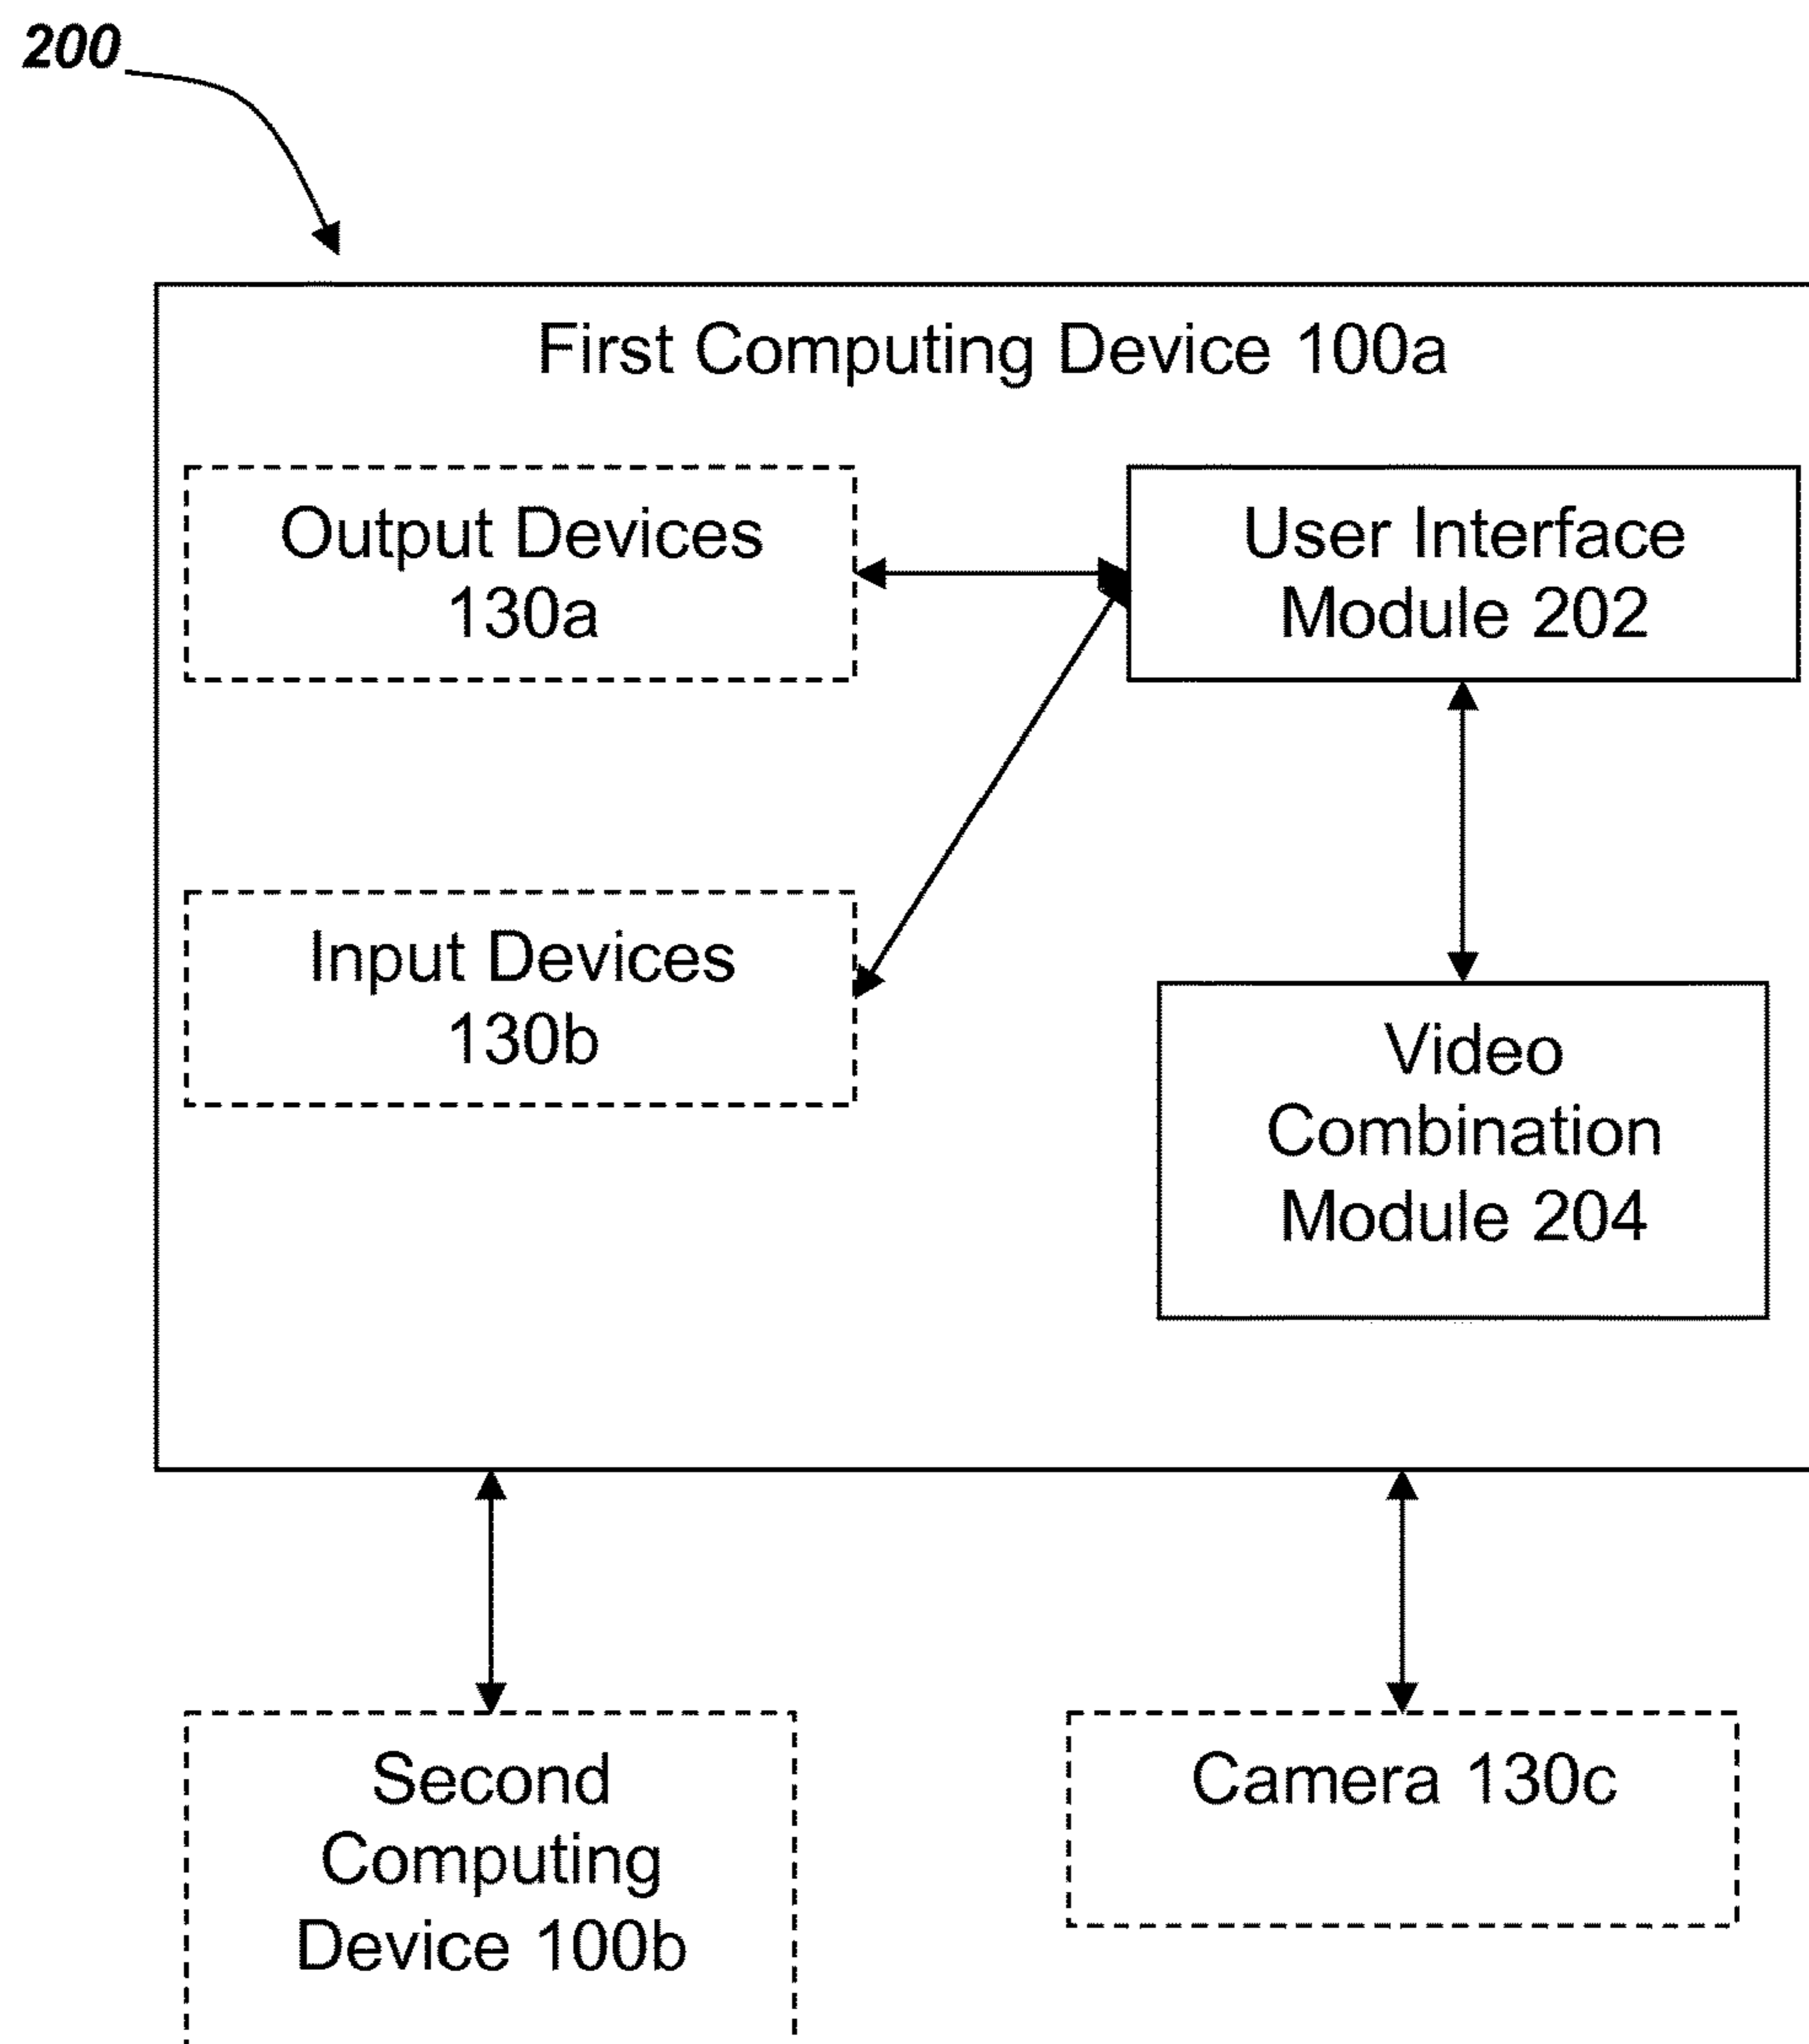 200
First Computing Device 100a
Output Devices
130a
User Interface
Module 202
Input Devices
130b
Video
Combination
Module 204
Second
Computing
Device 100b
Camera 130c